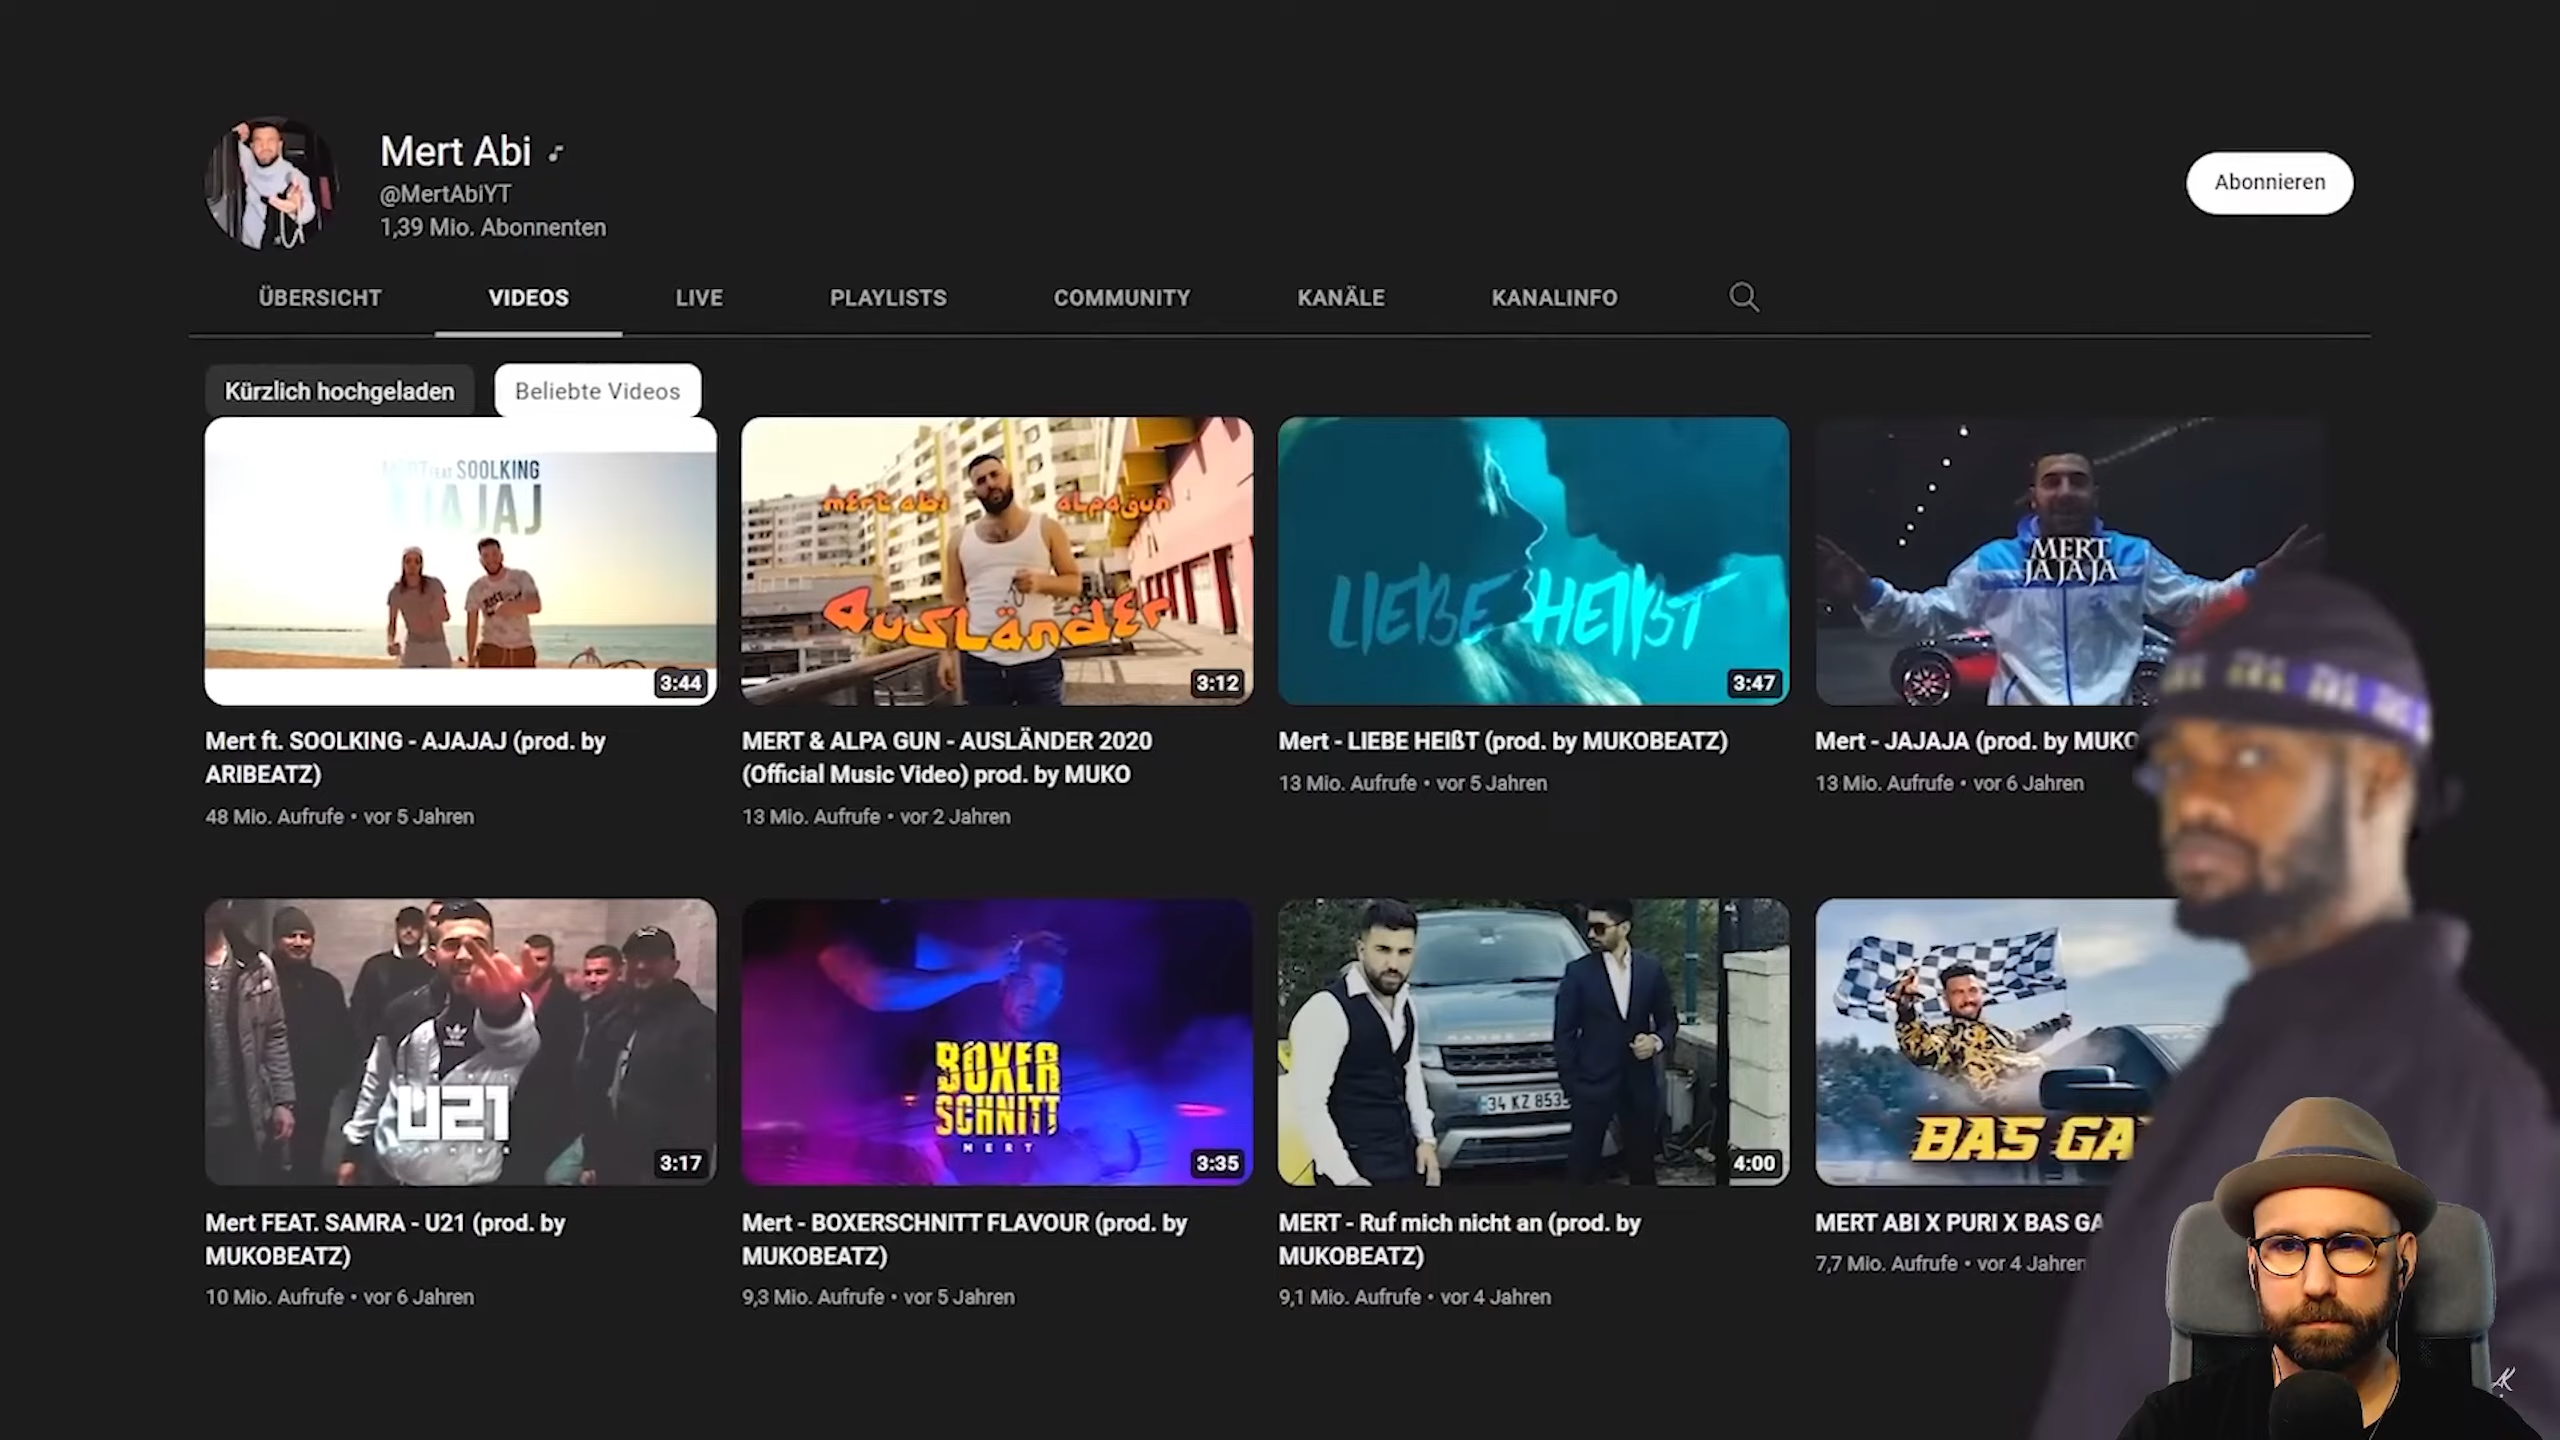 Mert Abi
@MertAbiYT
1,39 Mio. Abonnenten
Abonnieren
ÜBERSICHT VIDEOS LIVE PLAYLISTS COMMUNITY KANÄLE KANALINFO
Kürzlich hochgeladen Beliebte Videos
FEAT SOOLKING
AJAJ
3:44
mert abi alpagun
Ausländer
3:12
LIEBE HEIßT
3:47
MERT
JAJAJA
Mert ft. SOOLKING - AJAJAJ (prod. by
ARIBEATZ)
48 Mio. Aufrufe • vor 5 Jahren
MERT & ALPA GUN - AUSLÄNDER 2020
(Official Music Video) prod. by MUKO
13 Mio. Aufrufe • vor 2 Jahren
Mert - LIEBE HEIßT (prod. by MUKOBEATZ)
13 Mio. Aufrufe • vor 5 Jahren
Mert - JAJAJA (prod. by MUKO
13 Mio. Aufrufe • vor 6 Jahren
U21
3:17
BOXER
SCHNITT
MERT
3:35
34 KZ 853
4:00
BAS GA
Mert FEAT. SAMRA - U21 (prod. by
MUKOBEATZ)
10 Mio. Aufrufe • vor 6 Jahren
Mert - BOXERSCHNITT FLAVOUR (prod. by
MUKOBEATZ)
9,3 Mio. Aufrufe • vor 5 Jahren
MERT - Ruf mich nicht an (prod. by
MUKOBEATZ)
9,1 Mio. Aufrufe • vor 4 Jahren
MERT ABI X PURI X BAS GA
7,7 Mio. Aufrufe • vor 4 Jahren
AK